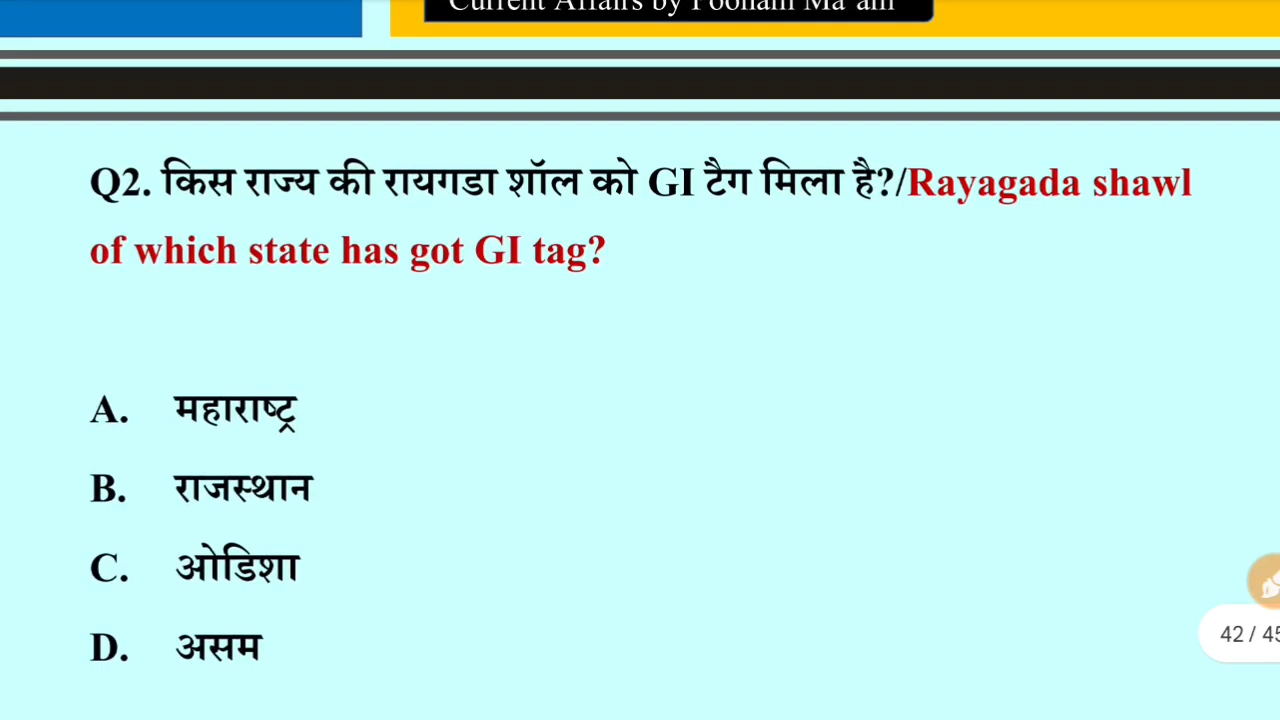 Current Affairs by Poonam Ma'am
Q2. किस राज्य की रायगडा शॉल को GI टैग मिला है?/Rayagada shawl
of which state has got GI tag?
A. महाराष्ट्र
B. राजस्थान
C. ओडिशा
D. असम
42 / 45